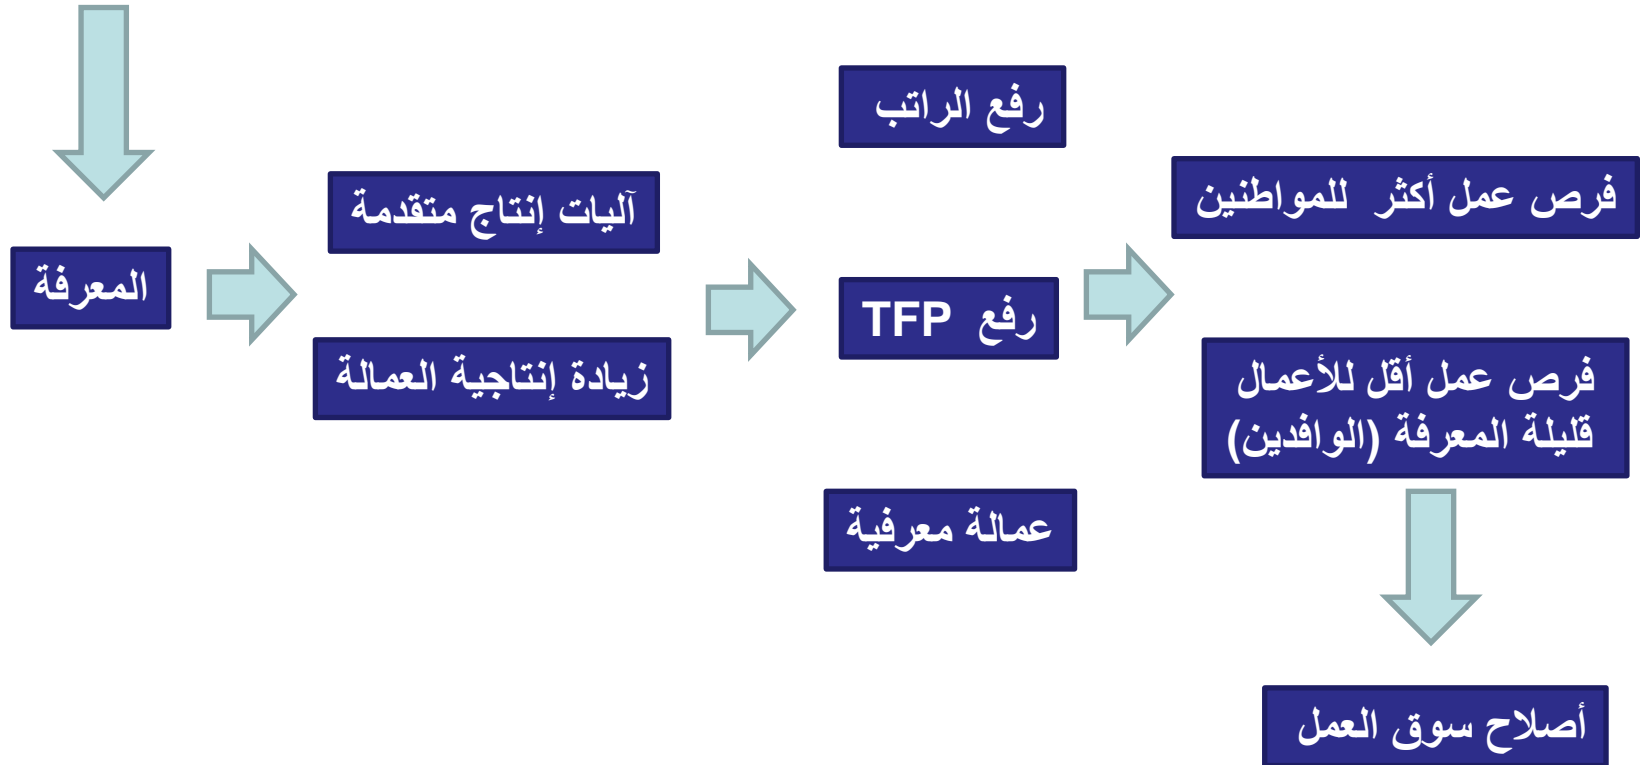 المعرفة
آليات إنتاج متقدمة
زيادة إنتاجية العمالة
رفع الراتب
رفع TFP
عمالة معرفية
فرص عمل أكثر للمواطنين
فرص عمل أقل للأعمال
قليلة المعرفة (الوافدين)
أصلاح سوق العمل